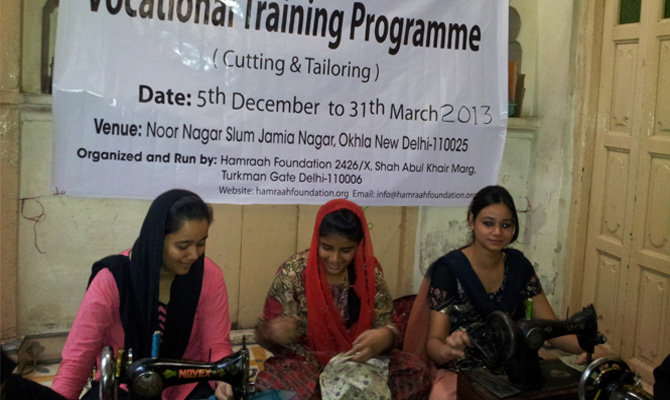 Vocational Training Programme
( Cutting & Tailoring )
Date: 5th December to 31th March 2013
Venue: Noor Nagar Slum Jamia Nagar, Okhla New Delhi-110025
Organized and Run by: Hamraah Foundation 2426/X, Shah Abul Khair Marg,
Turkman Gate Delhi-110006
Website: hamraahfoundation.org Email: info@hamraahfoundation.org
NOVEX